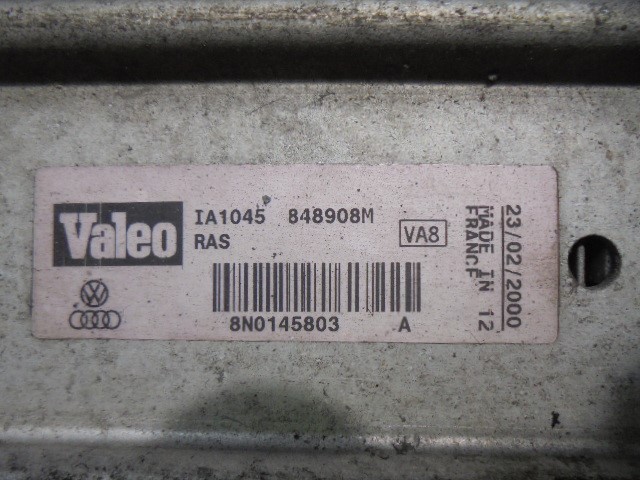 Valeo
IA1045 848908M
RAS
VA8
8N0145803 A
23/02/2000
MADE IN 12
FRANCE